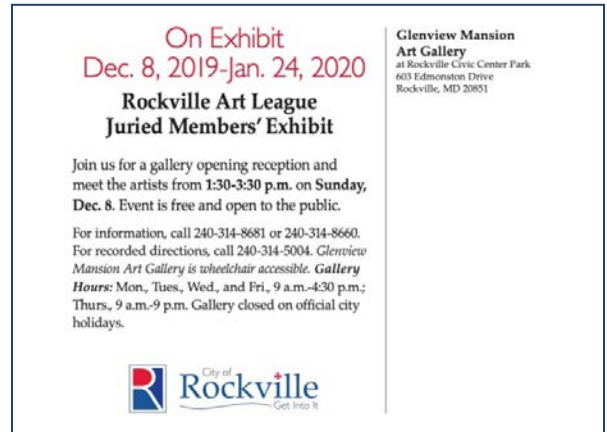 On Exhibit
Dec. 8, 2019-Jan. 24, 2020
Rockville Art League
Juried Members' Exhibit
Join us for a gallery opening reception and
meet the artists from 1:30-3:30 p.m. on Sunday,
Dec. 8. Event is free and open to the public.
For information, call 240-314-8681 or 240-314-8660.
For recorded directions, call 240-314-5004. Glenview
Mansion Art Gallery is wheelchair accessible. Gallery
Hours: Mon., Tues., Wed., and Fri., 9 a.m.-4:30 p.m.;
Thurs., 9 a.m.-9 p.m. Gallery closed on official city
holidays.
City of
Rockville
Get Into It
Glenview Mansion
Art Gallery
at Rockville Civic Center Park
603 Edmonston Drive
Rockville, MD 20851